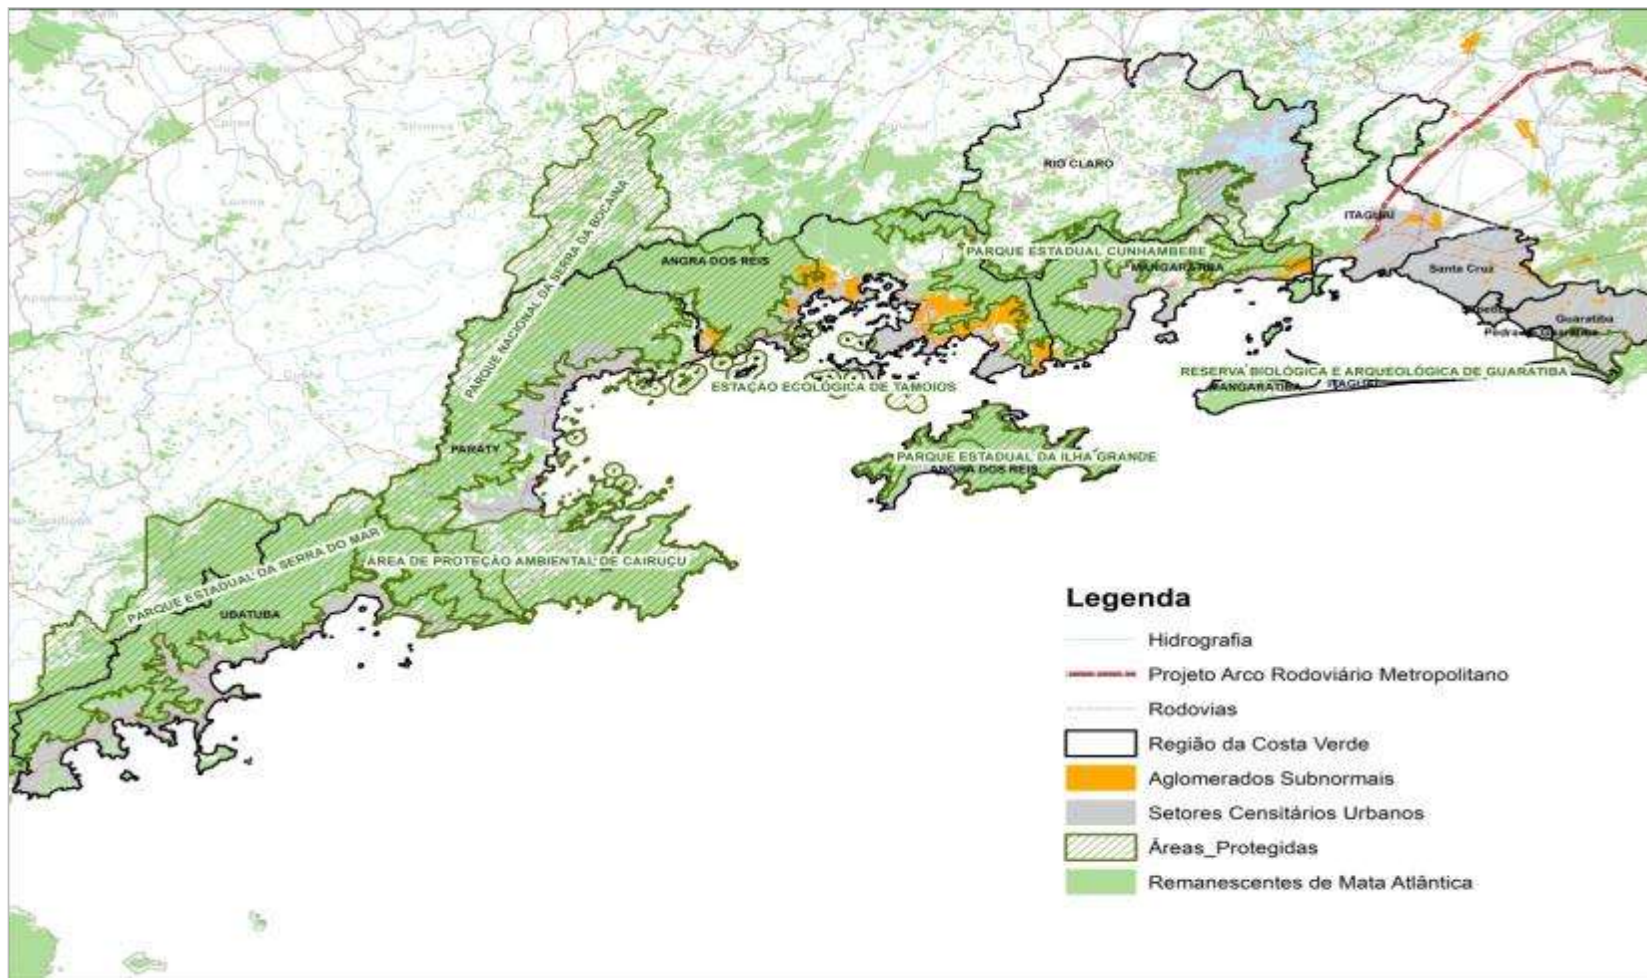 RIO CLARO
ITAGUAÍ
PARQUE ESTADUAL CUNHAMBEBE
MANGARATIBA
ANGRA DOS REIS
Santa Cruz
PARQUE NACIONAL DA SERRA DA BOCAINA
Guaratiba
RESERVA BIOLÓGICA E ARQUEOLÓGICA DE GUARATIBA
MANGARATIBA
ESTAÇÃO ECOLÓGICA DE TAMOIOS
PARATY
PARQUE ESTADUAL DA ILHA GRANDE
ANGRA DOS REIS
PARQUE ESTADUAL DA SERRA DO MAR
ÁREA DE PROTEÇÃO AMBIENTAL DE CAIRUÇU
UBATUBA
Legenda
Hidrografia
Projeto Arco Rodoviário Metropolitano
Rodovias
Região da Costa Verde
Aglomerados Subnormais
Setores Censitários Urbanos
Áreas_Protegidas
Remanescentes de Mata Atlântica